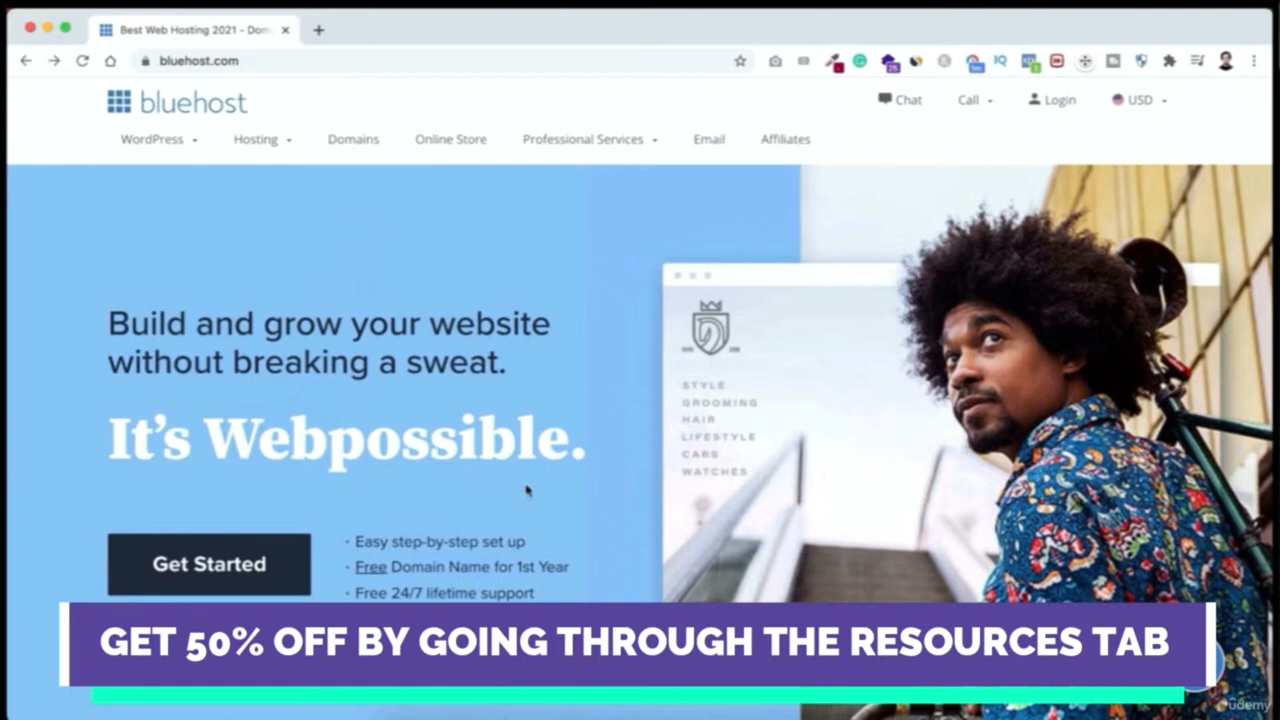 Best Web Hosting 2021 - Dom
bluehost.com
bluehost
Chat
Call
Login
USD
WordPress
Hosting
Domains
Online Store
Professional Services
Email
Affiliates
Build and grow your website
without breaking a sweat.
It's Webpossible.
STYLE
GROOMING
HAIR
LIFESTYLE
CARS
WATCHES
Get Started
· Easy step-by-step set up
· Free Domain Name for 1st Year
· Free 24/7 lifetime support
GET 50% OFF BY GOING THROUGH THE RESOURCES TAB
ûdemy